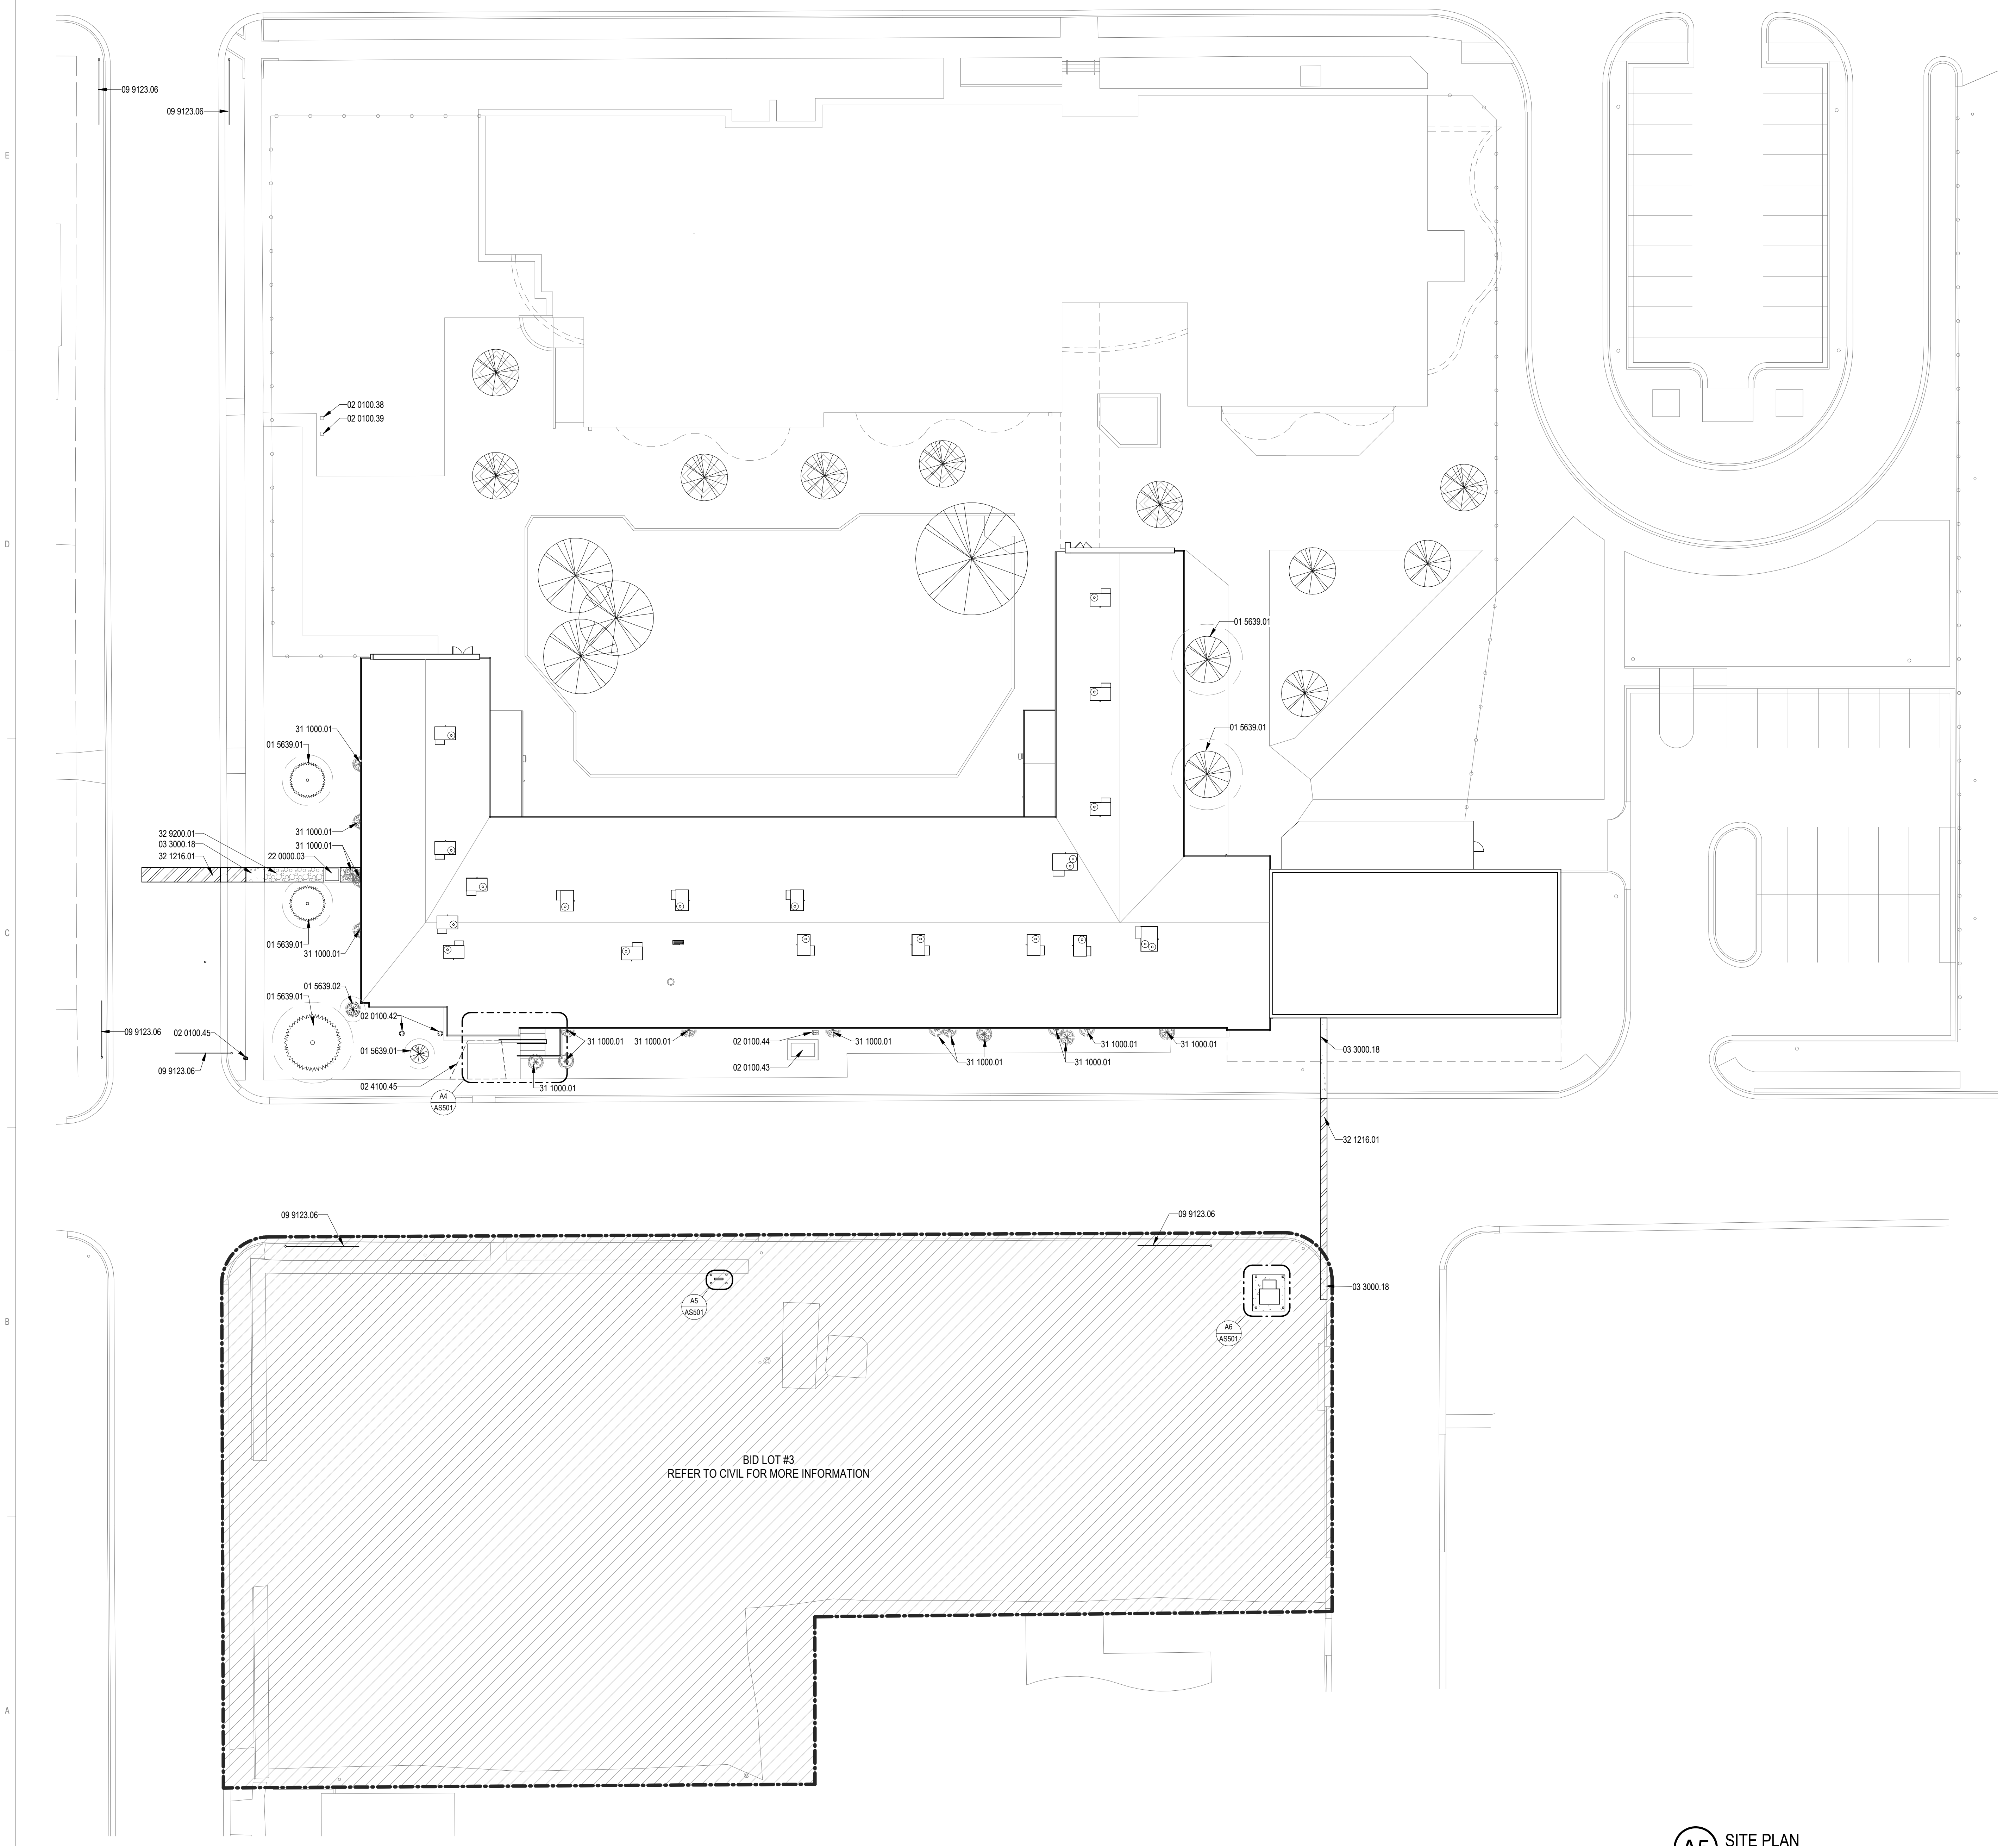 E
09 9123.06
09 9123.06
02 0100.38
02 0100.39
D
01 5639.01
31 1000.01
01 5639.01
01 5639.01
32 9200.01
31 1000.01
03 3000.18
31 1000.01
32 1216.01
22 0000.03
C
01 5639.01
31 1000.01
01 5639.02
01 5639.01
02 0100.42
09 9123.06
02 0100.45
01 5639.01
31 1000.01
31 1000.01
02 0100.44
31 1000.01
31 1000.01
31 1000.01
03 3000.18
09 9123.06
02 0100.43
31 1000.01
31 1000.01
02 4100.45
31 1000.01
A4
AS501
32 1216.01
09 9123.06
09 9123.06
03 3000.18
A5
AS501
B
A6
AS501
BID LOT #3
REFER TO CIVIL FOR MORE INFORMATION
A
A5
SITE PLAN